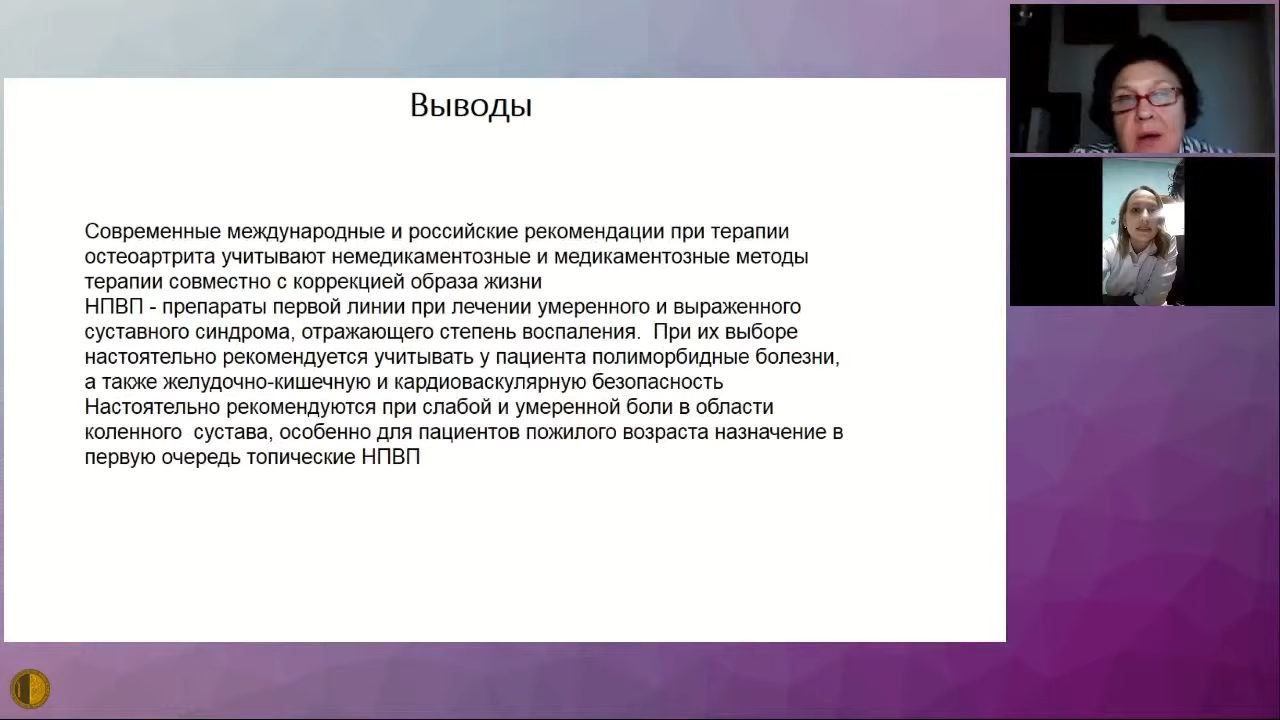 Выводы
Современные международные и российские рекомендации при терапии
остеоартрита учитывают немедикаментозные и медикаментозные методы
терапии совместно с коррекцией образа жизни
НПВП - препараты первой линии при лечении умеренного и выраженного
суставного синдрома, отражающего степень воспаления.  При их выборе
настоятельно рекомендуется учитывать у пациента полиморбидные болезни,
а также желудочно-кишечную и кардиоваскулярную безопасность
Настоятельно рекомендуются при слабой и умеренной боли в области
коленного  сустава, особенно для пациентов пожилого возраста назначение в
первую очередь топические НПВП